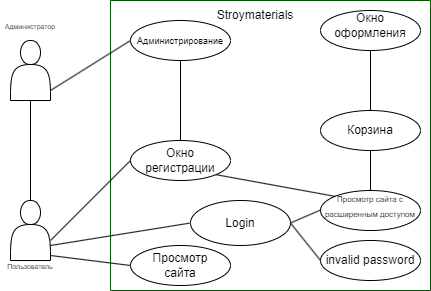 Stroymaterials
Окно
оформления
Администратор
Администрирование
Корзина
Окно
регистрации
Просмотр сайта с
расширенным доступом
Login
Пользователь
Просмотр
сайта
invalid password